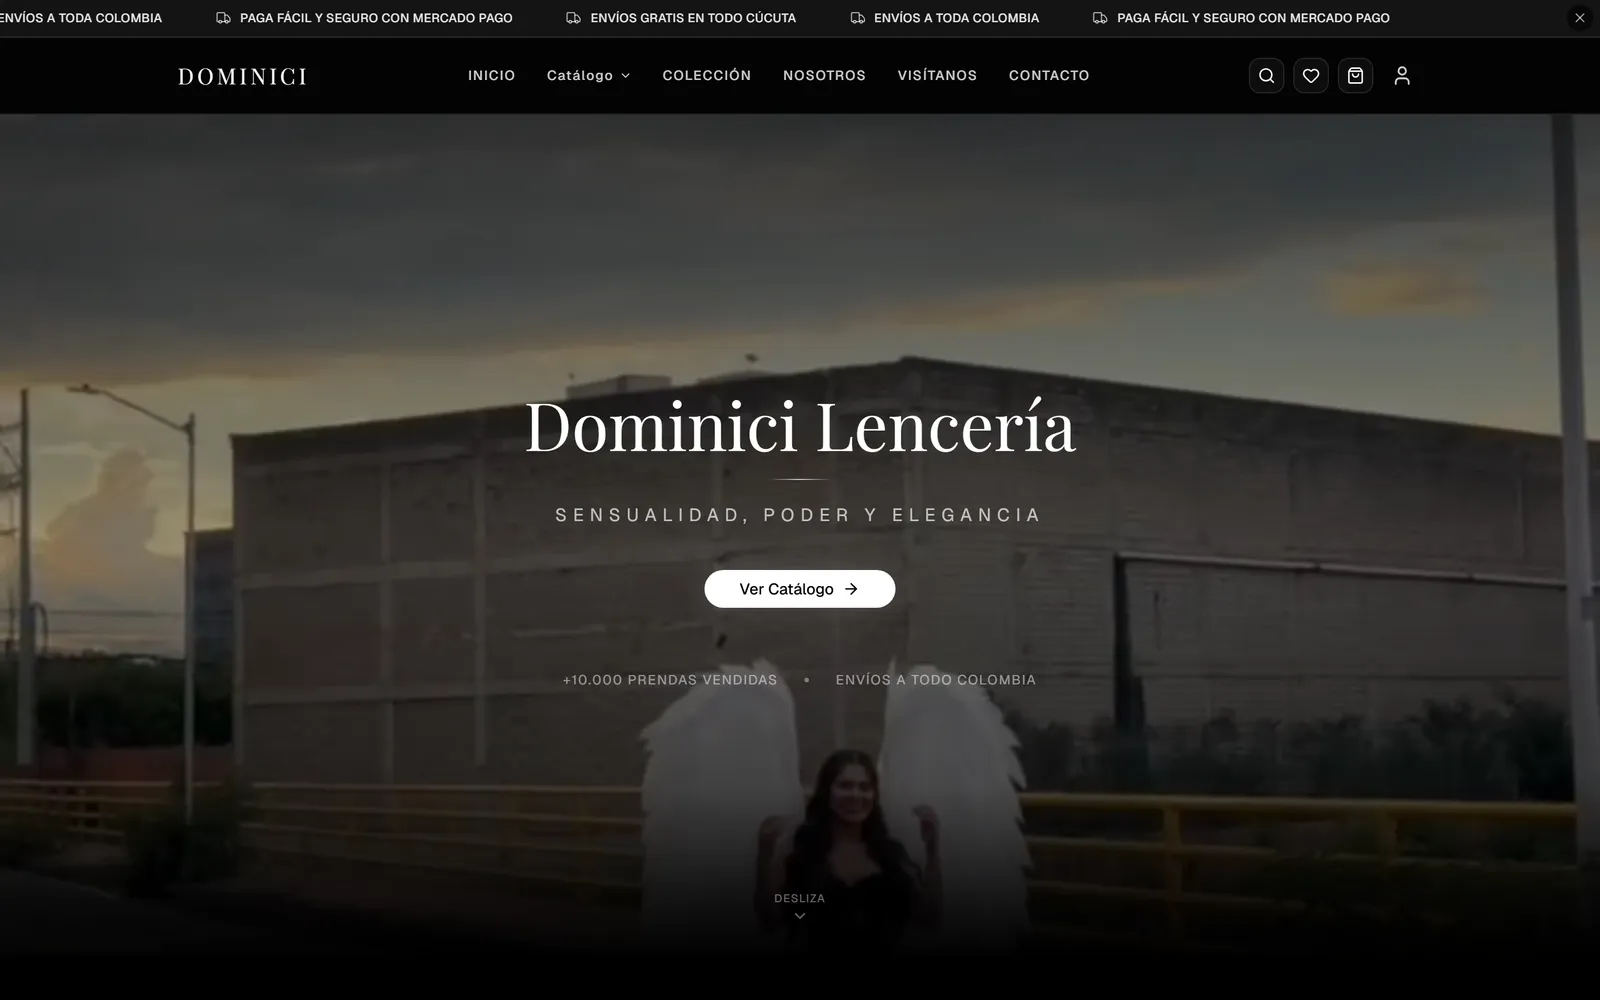 ENVÍOS A TODA COLOMBIA PAGA FÁCIL Y SEGURO CON MERCADO PAGO ENVÍOS GRATIS EN TODO CÚCUTA ENVÍOS A TODA COLOMBIA PAGA FÁCIL Y SEGURO CON MERCADO PAGO
DOMINICI INICIO Catálogo COLECCIÓN NOSOTROS VISÍTANOS CONTACTO
Dominici Lencería
SENSUALIDAD, PODER Y ELEGANCIA
Ver Catálogo
+10.000 PRENDAS VENDIDAS • ENVÍOS A TODO COLOMBIA
DESLIZA